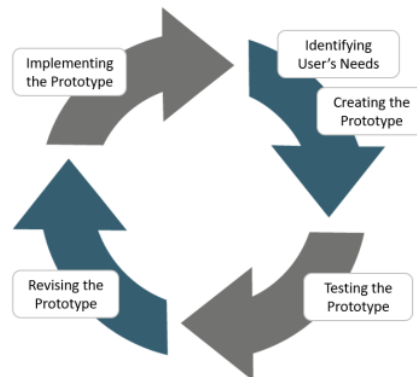 Implementing
the Prototype
Identifying
User's Needs
Creating the
Prototype
Testing the
Prototype
Revising the
Prototype